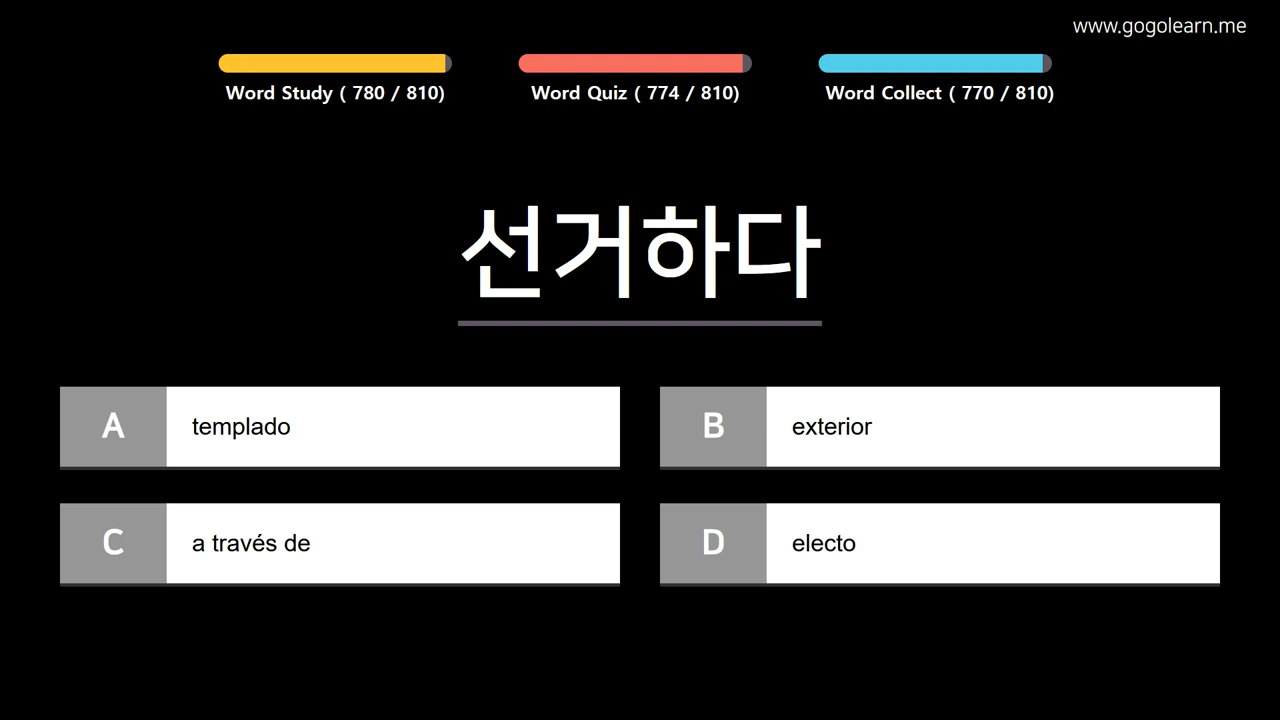 www.gogolearn.me
Word Study ( 780 / 810)
Word Quiz ( 774 / 810)
Word Collect ( 770 / 810)
선거하다
A templado
B exterior
C a través de
D electo